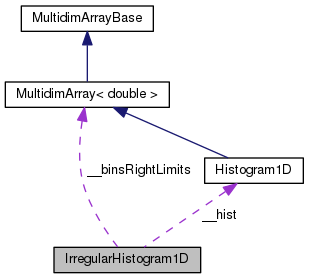 MultidimArrayBase
MultidimArray< double >
Histogram1D
__binsRightLimits
__hist
IrregularHistogram1D